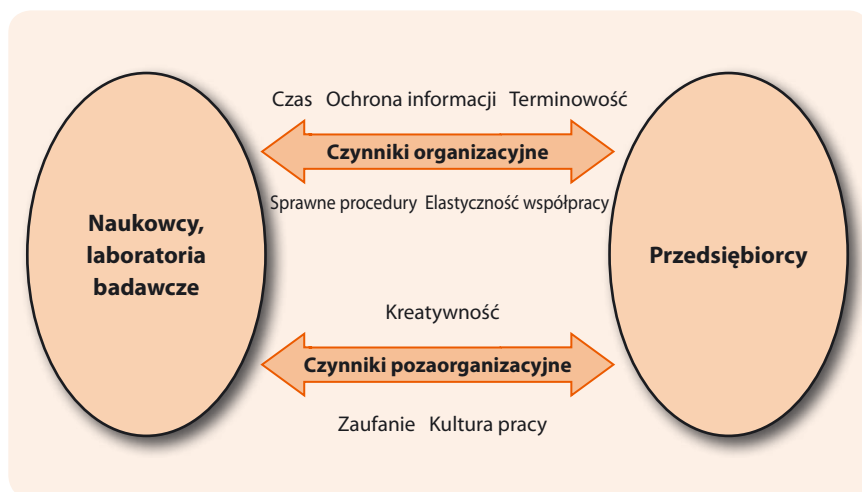 Czas Ochrona informacji Terminowość
Czynniki organizacyjne
Sprawne procedury Elastyczność współpracy
Naukowcy,
laboratoria
badawcze
Przedsiębiorcy
Kreatywność
Czynniki pozaorganizacyjne
Zaufanie Kultura pracy